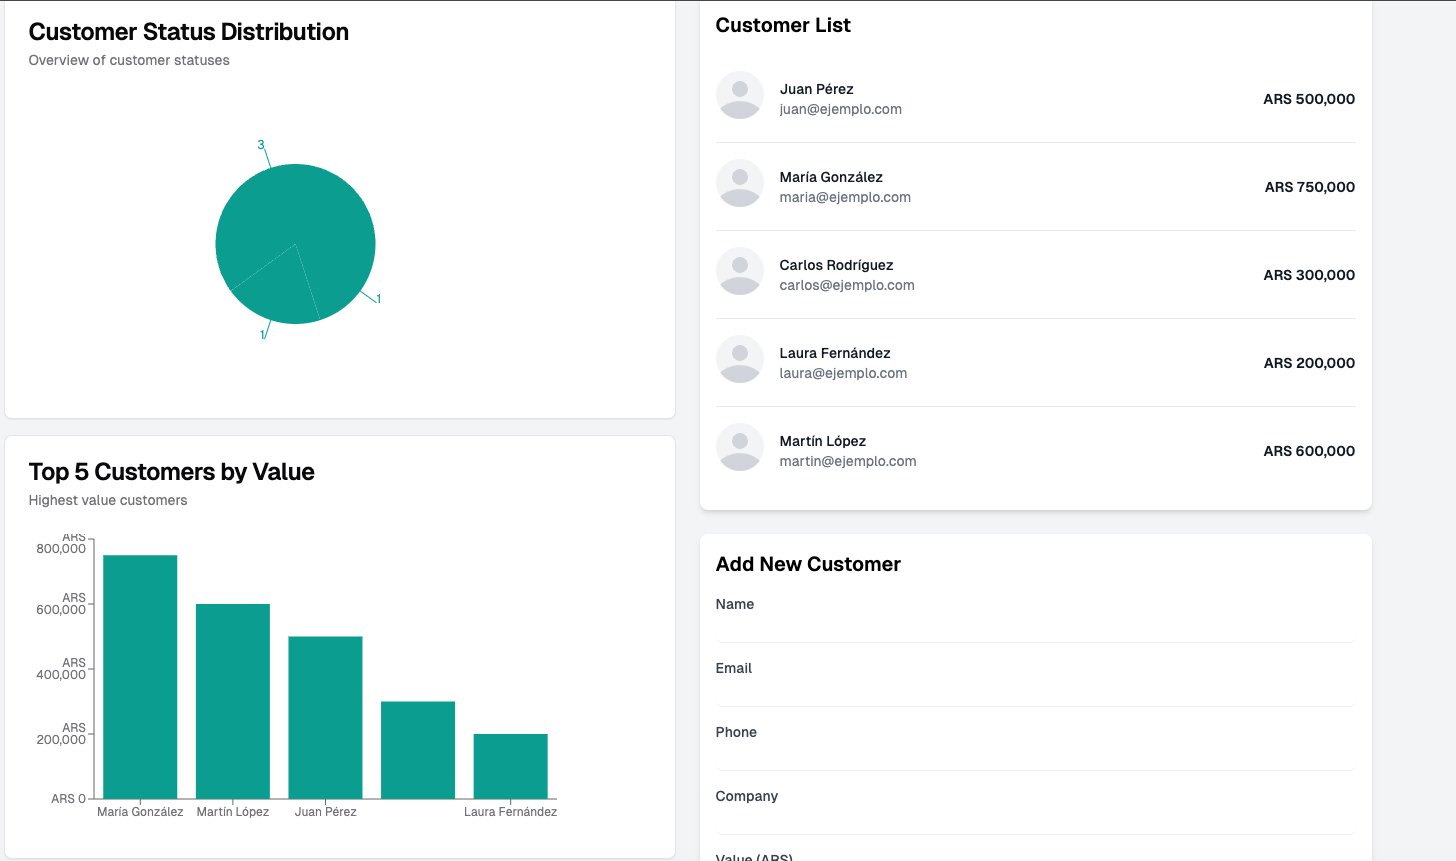 Customer Status Distribution
Overview of customer statuses
3
1
1
Top 5 Customers by Value
Highest value customers
ARS
800,000
ARS
600,000
ARS
400,000
ARS
200,000
ARS 0
María González
Martín López
Juan Pérez
Laura Fernández
Customer List
Juan Pérez
juan@ejemplo.com
ARS 500,000
María González
maria@ejemplo.com
ARS 750,000
Carlos Rodríguez
carlos@ejemplo.com
ARS 300,000
Laura Fernández
laura@ejemplo.com
ARS 200,000
Martín López
martin@ejemplo.com
ARS 600,000
Add New Customer
Name
Email
Phone
Company
Value (ARS)